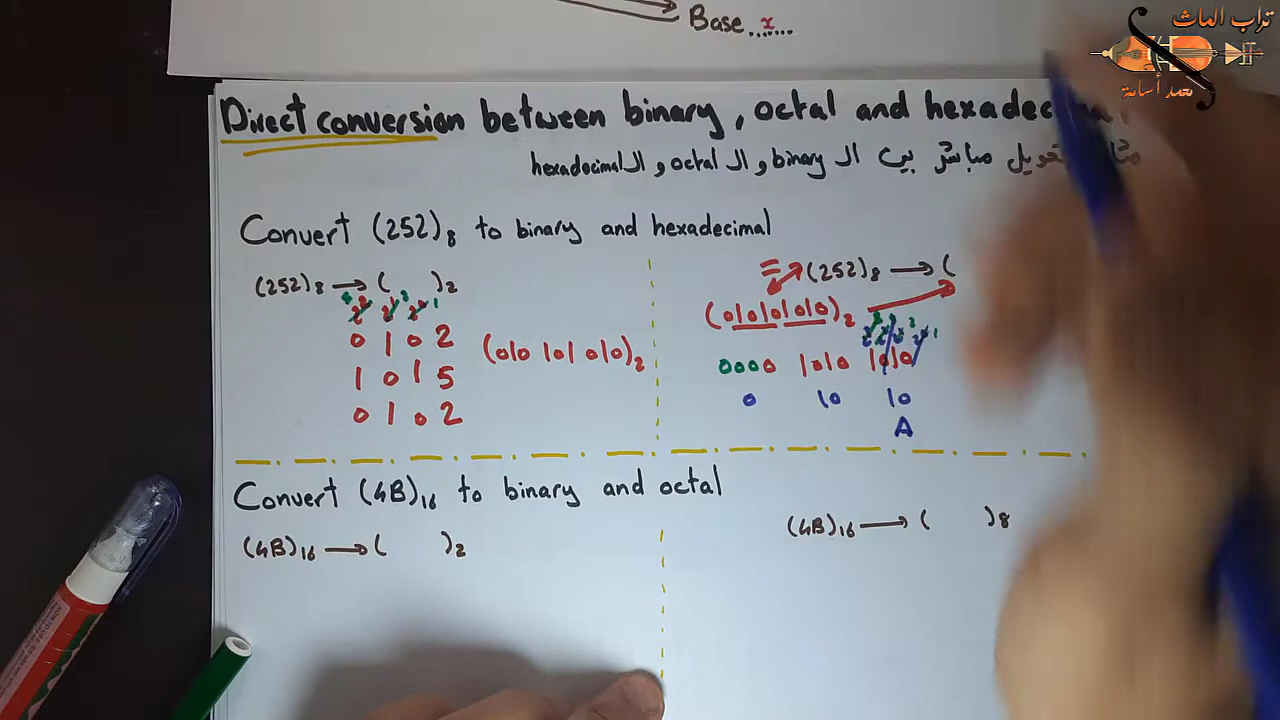 Base ..x....
تراب الماث
محمد أسامة
Direct conversion between binary, octal and
مباشر بين ال binary و ال octal و ال hexadecimal
Convert (252)₈ to binary and hexadecimal
(252)₈ → (      )₂
4 2 1
0 1 0 2
1 0 1 5
0 1 0 2
(010 101 010)₂
= (252)₈ → (
(010101010)₂
0000 1010 1010
0 10 10
A
Convert (4B)₁₆ to binary and octal
(4B)₁₆ → (      )₂
(4B)₁₆ → (      )₈